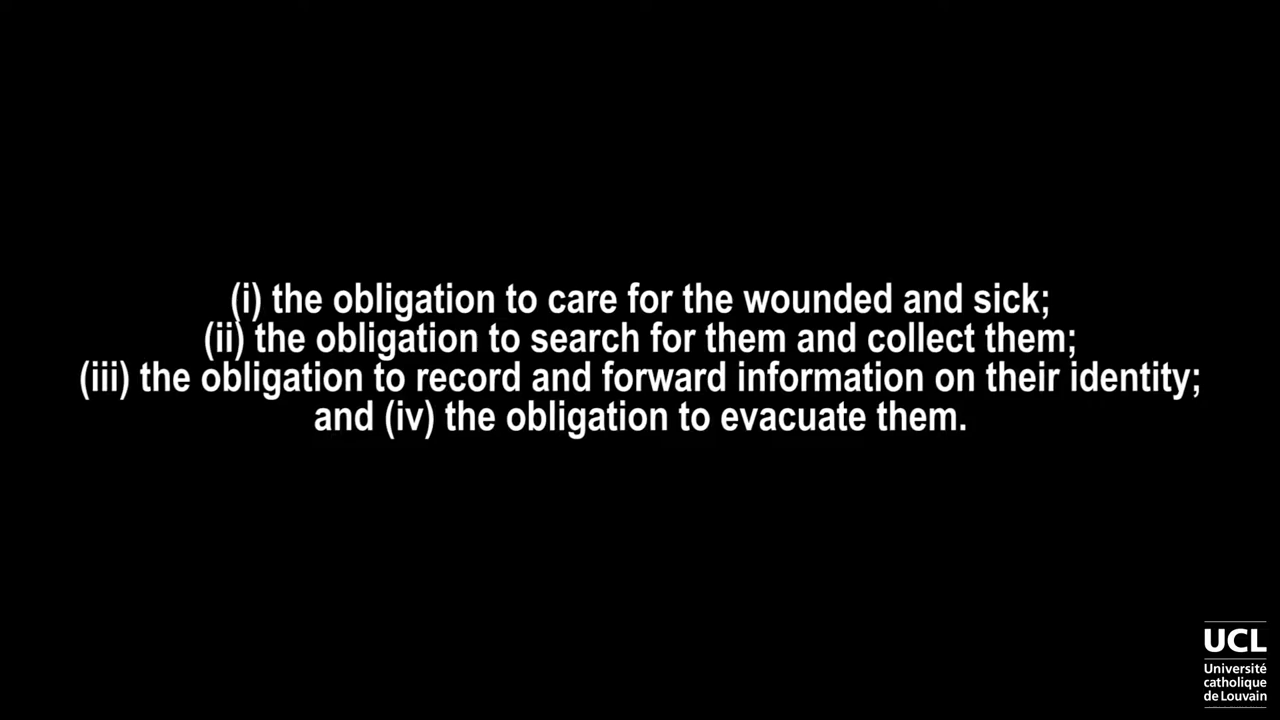 (i) the obligation to care for the wounded and sick;
(ii) the obligation to search for them and collect them;
(iii) the obligation to record and forward information on their identity;
and (iv) the obligation to evacuate them.
UCL
Université
catholique
de Louvain